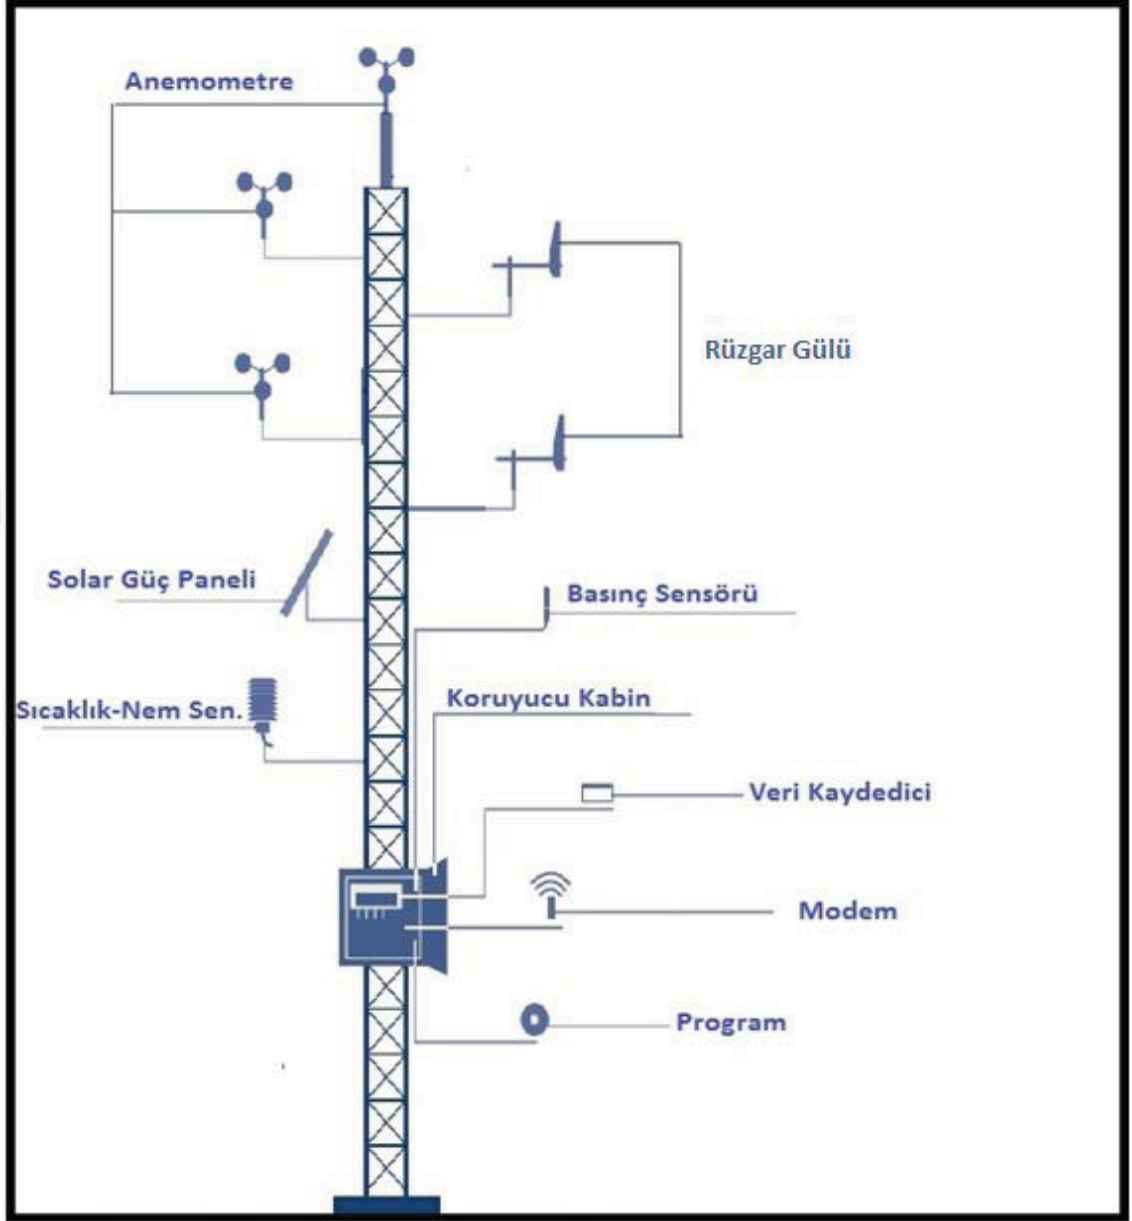 Anemometre
Rüzgar Gülü
Solar Güç Paneli
Basınç Sensörü
Koruyucu Kabin
Sıcaklık-Nem Sen.
Veri Kaydedici
Modem
Program